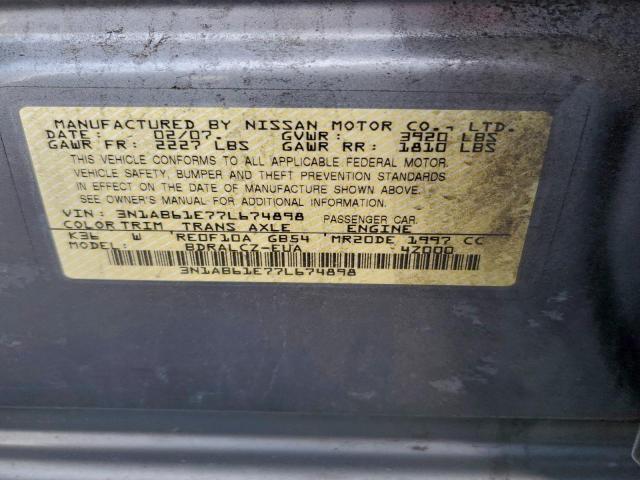 MANUFACTURED BY NISSAN MOTOR CO., LTD.
DATE: 02/07. GVWR: 3920 LBS
GAWR FR: 2227 LBS GAWR RR: 1810 LBS
THIS VEHICLE CONFORMS TO ALL APPLICABLE FEDERAL MOTOR
VEHICLE SAFETY, BUMPER AND THEFT PREVENTION STANDARDS
IN EFFECT ON THE DATE OF MANUFACTURE SHOWN ABOVE.
SEE OWNER'S MANUAL FOR ADDITIONAL INFORMATION.
VIN: 3N1AB61E77L674898 PASSENGER CAR.
COLOR TRIM TRANS AXLE ENGINE
K36 W 'RE0F10A GB54 'MR20DE 1997 CC
MODEL: BDRALCZ-EUA 47000
3N1AB61E77L674898